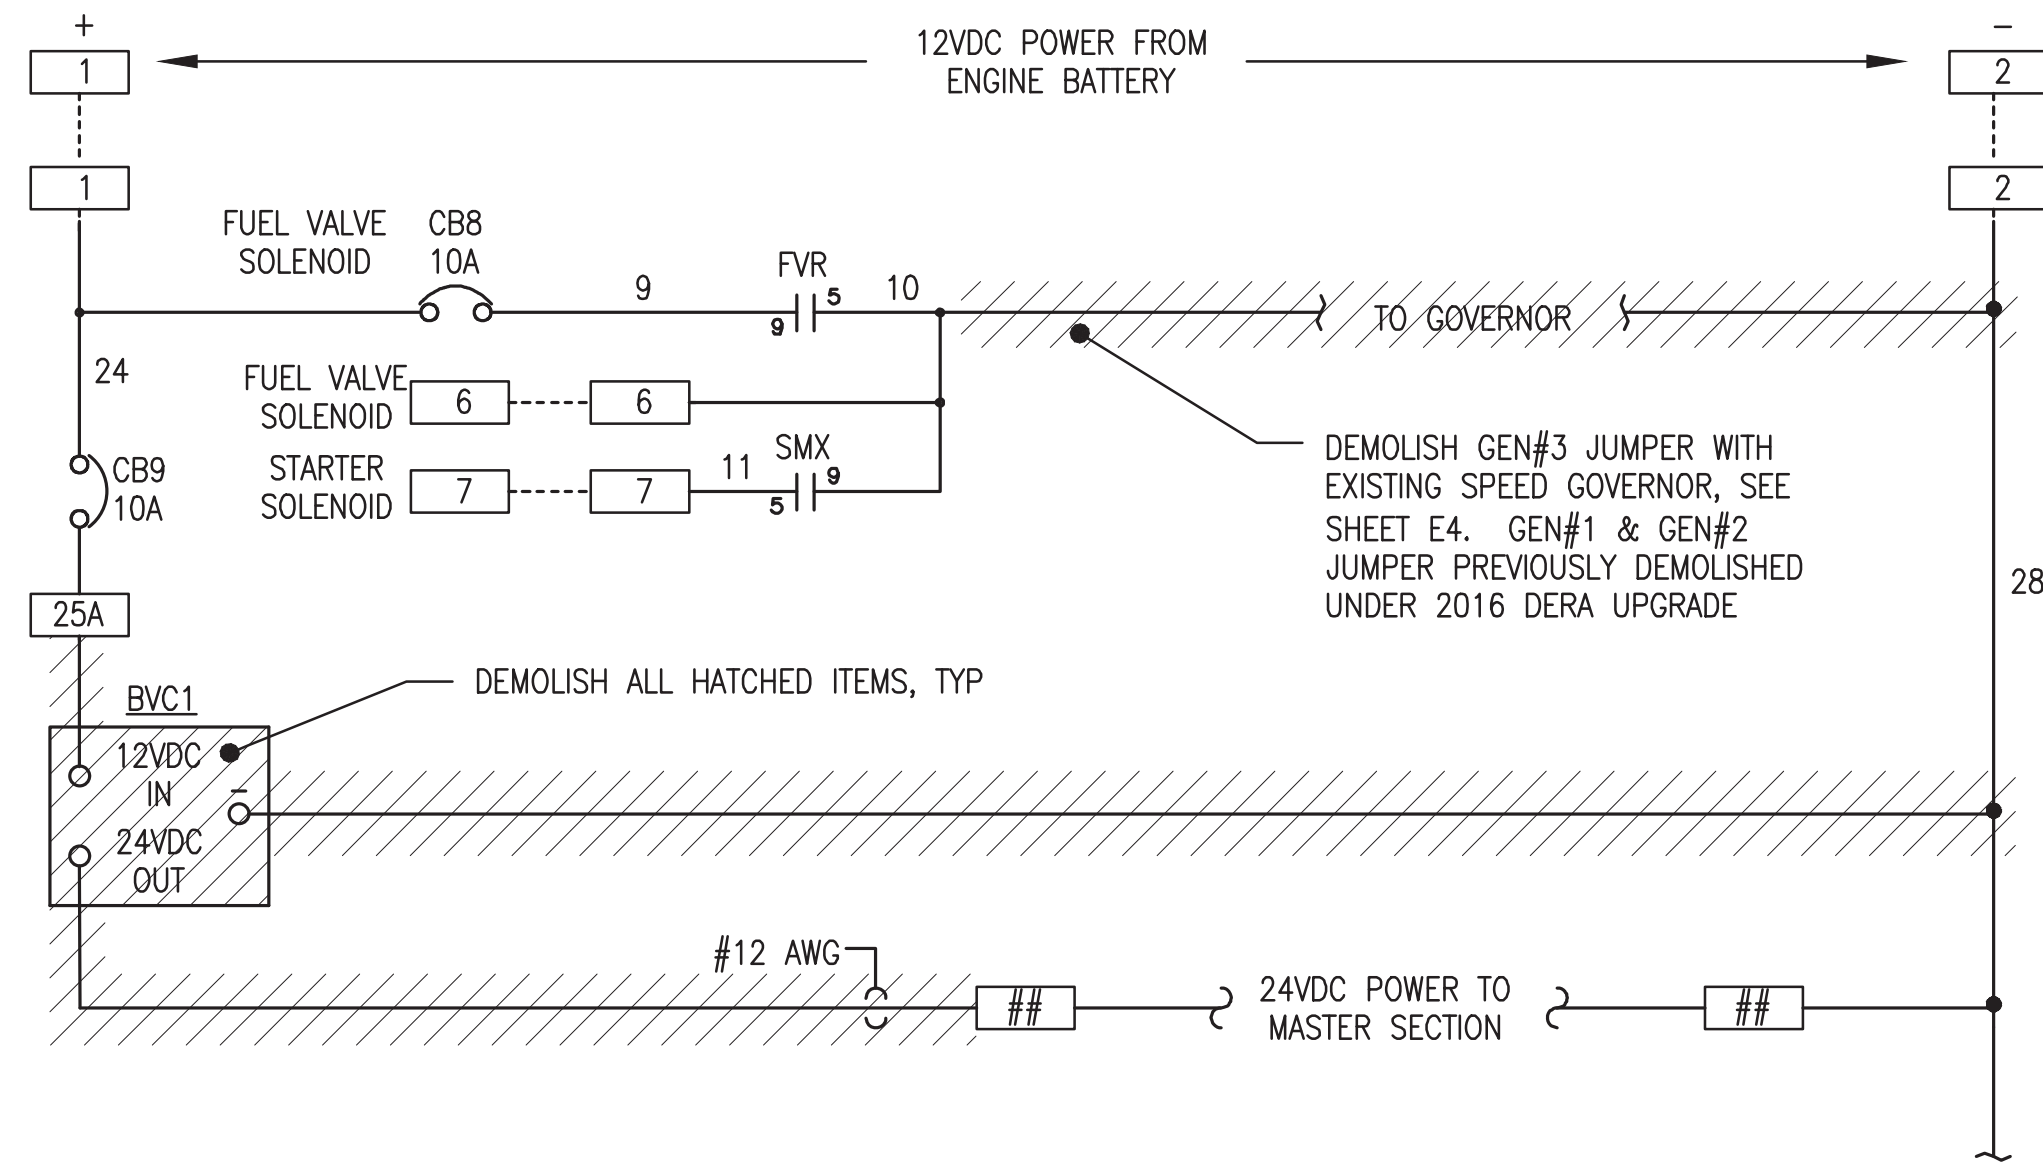 +
−
12VDC POWER FROM
ENGINE BATTERY
1
2
1
2
FUEL VALVE
SOLENOID
CB8
10A
9
FVR
9
5
10
TO GOVERNOR
24
FUEL VALVE
SOLENOID
6
6
STARTER
SOLENOID
7
7
11
SMX
5
9
CB9
10A
DEMOLISH GEN#3 JUMPER WITH
EXISTING SPEED GOVERNOR, SEE
SHEET E4. GEN#1 & GEN#2
JUMPER PREVIOUSLY DEMOLISHED
UNDER 2016 DERA UPGRADE
28
25A
DEMOLISH ALL HATCHED ITEMS, TYP
BVC1
12VDC
IN
−
24VDC
OUT
#12 AWG
##
24VDC POWER TO
MASTER SECTION
##